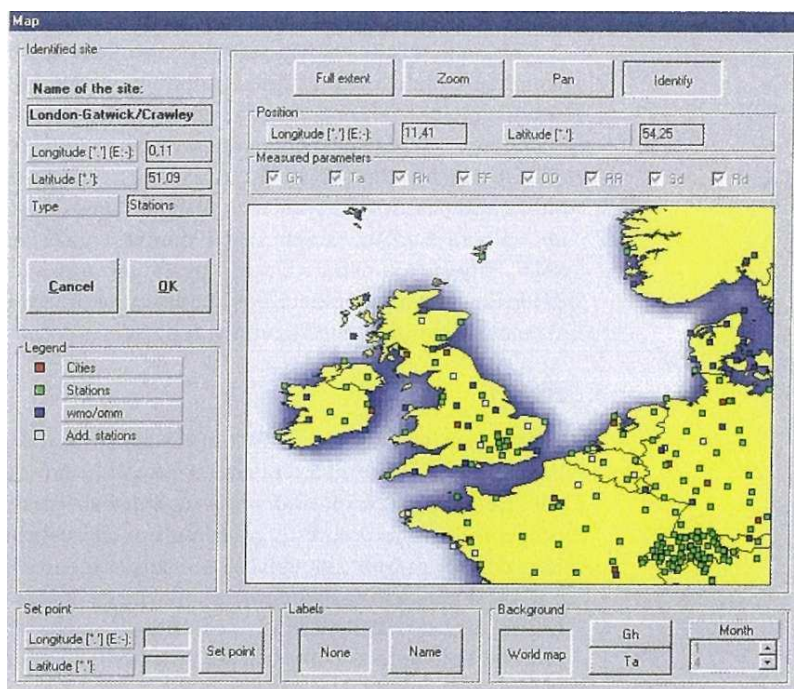 Map
Identified site
Name of the site:
London-Gatwick/Crawley
Longitude [°,'] (E:-): 0,11
Latitude [°,']: 51,09
Type Stations
Cancel OK
Legend
Cities
Stations
wmo/omm
Add. stations
Full extent Zoom Pan Identify
Position
Longitude [°,'] (E:-): 11,41 Latitude [°,']: 54,25
Measured parameters
Gh Ta Rh FF DD RR Sd Rd
Set point
Longitude [°,'] (E:-):
Latitude [°,']:
Set point
Labels
None Name
Background
World map
Gh
Ta
Month
1
4